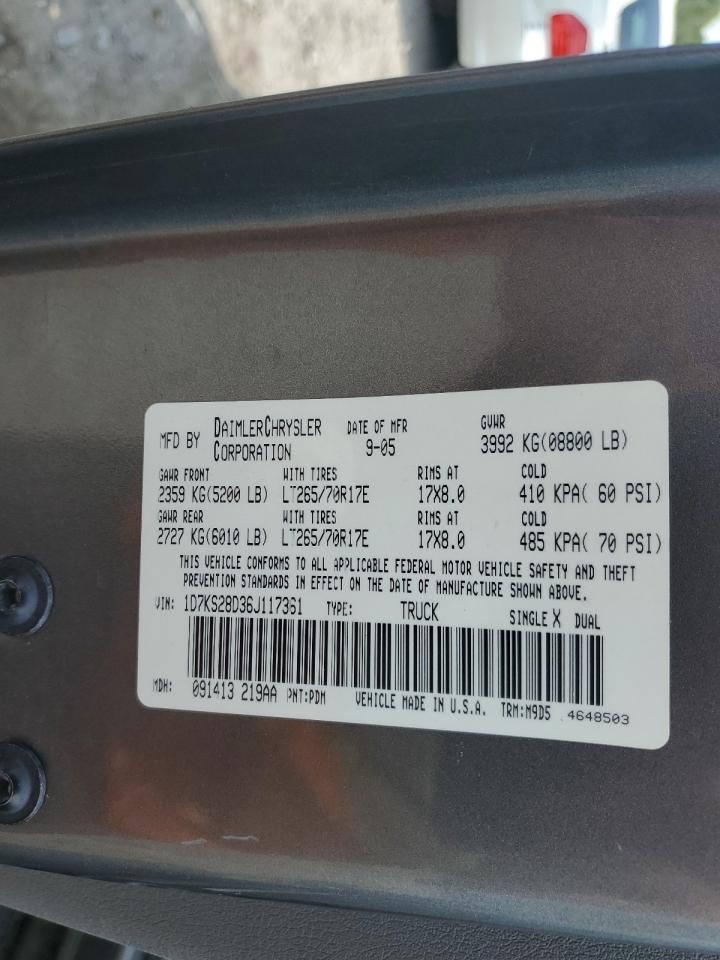 MFD BY DAIMLERCHRYSLER CORPORATION DATE OF MFR 9-05 GVWR 3992 KG(08800 LB)
GAWR FRONT WITH TIRES RIMS AT COLD
2359 KG(5200 LB) LT265/70R17E 17X8.0 410 KPA( 60 PSI)
GAWR REAR WITH TIRES RIMS AT COLD
2727 KG(6010 LB) LT265/70R17E 17X8.0 485 KPA( 70 PSI)
THIS VEHICLE CONFORMS TO ALL APPLICABLE FEDERAL MOTOR VEHICLE SAFETY AND THEFT
PREVENTION STANDARDS IN EFFECT ON THE DATE OF MANUFACTURE SHOWN ABOVE.
VIN: 1D7KS28D36J117361 TYPE: TRUCK SINGLE X DUAL
MDH: 091413 219AA PNT:PDM VEHICLE MADE IN U.S.A. TRM:M9D5 4648503